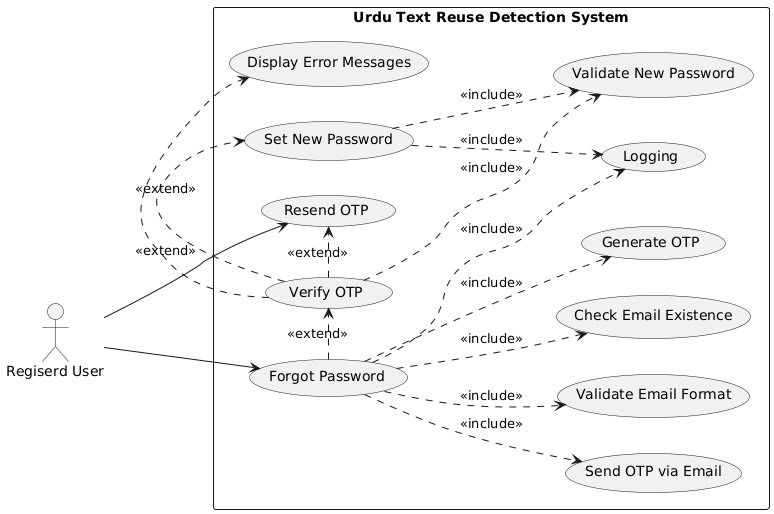 Urdu Text Reuse Detection System
Display Error Messages
Validate New Password
«include»
Set New Password
«include»
Logging
«include»
«extend»
Resend OTP
«include»
Generate OTP
«extend»
«extend»
«include»
Verify OTP
Check Email Existence
«extend»
«include»
Regiserd User
Forgot Password
Validate Email Format
«include»
«include»
Send OTP via Email